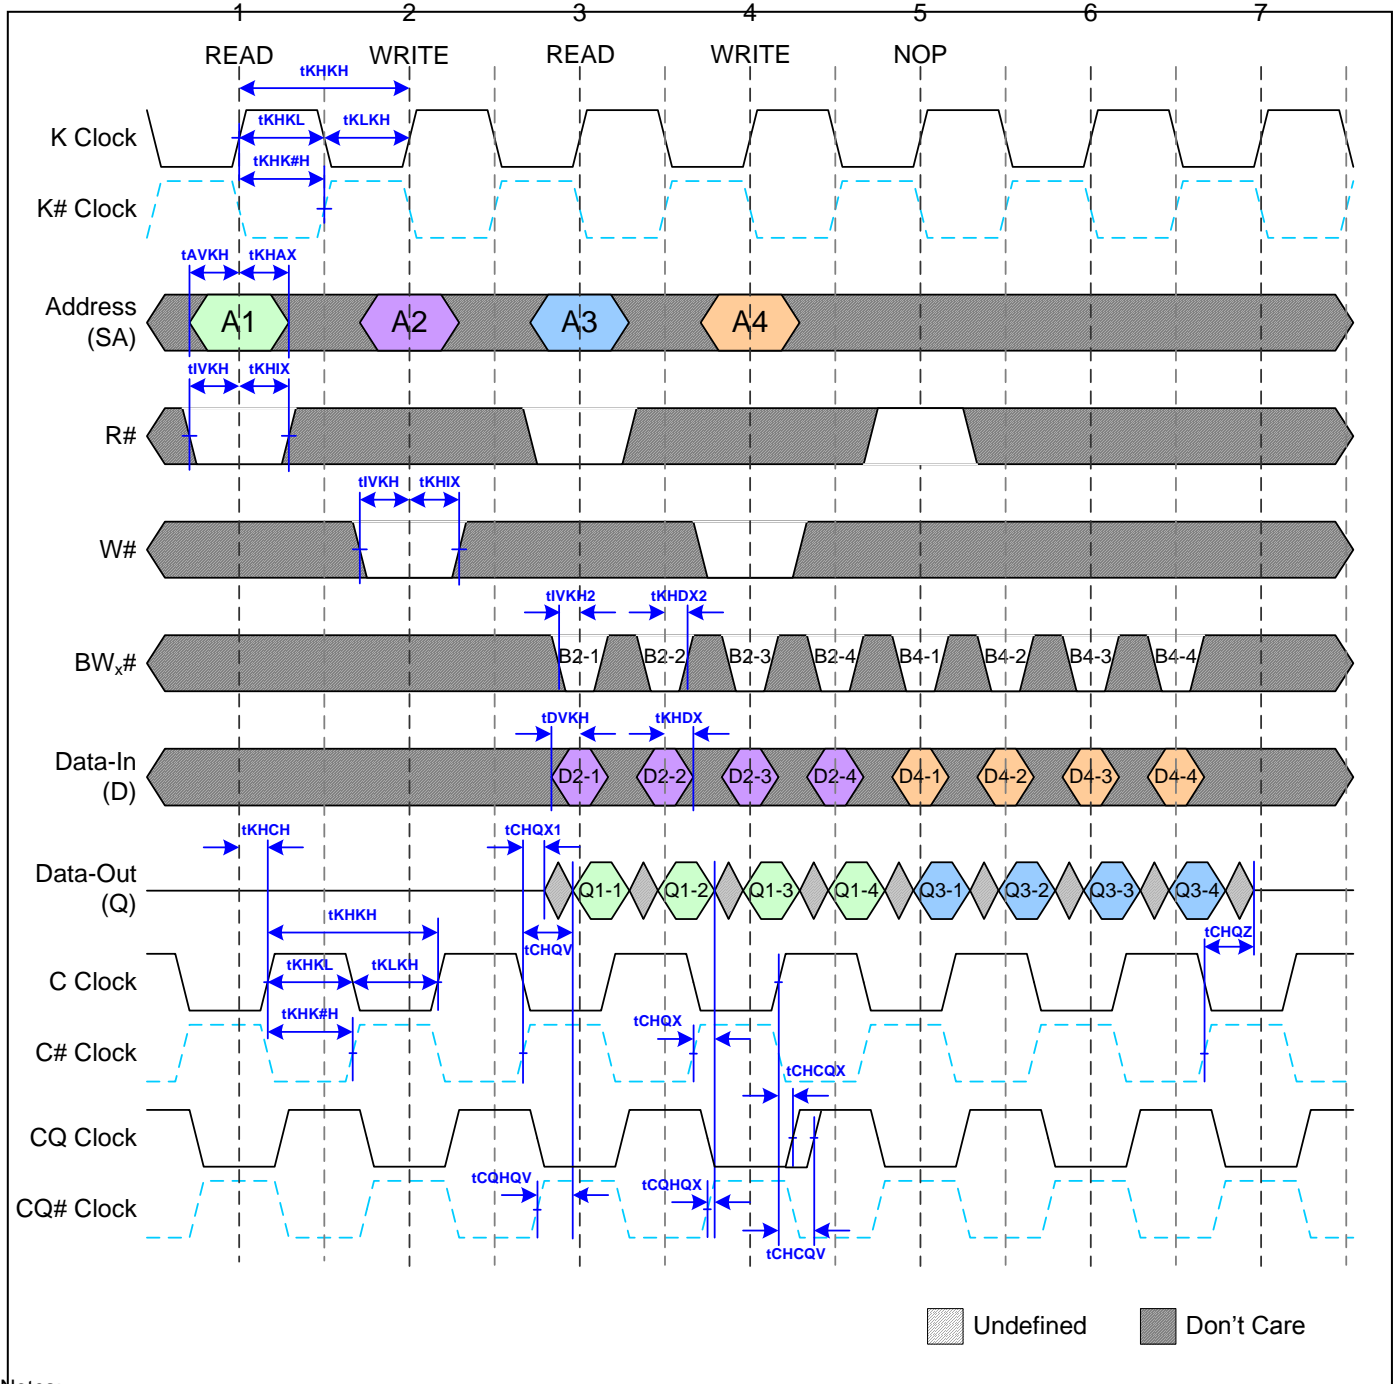 1 2 3 4 5 6 7
READ WRITE READ WRITE NOP
tKHKH
K Clock
tKHKL tKLKH
tKHK#H
K# Clock
tAVKH tKHAX
Address
(SA)
A1 A2 A3 A4
tIVKH tKHIX
R#
tIVKH tKHIX
W#
tIVKH2 tKHDX2
BWx#
B2-1 B2-2 B2-3 B2-4 B4-1 B4-2 B4-3 B4-4
tDVKH tKHDX
Data-In
(D)
D2-1 D2-2 D2-3 D2-4 D4-1 D4-2 D4-3 D4-4
tKHCH tCHQX1
Data-Out
(Q)
Q1-1 Q1-2 Q1-3 Q1-4 Q3-1 Q3-2 Q3-3 Q3-4
tKHKH tCHQV tCHQZ
C Clock
tKHKL tKLKH
tKHK#H tCHQX
C# Clock
tCHCQX
CQ Clock
tCQHQV tCQHQX
CQ# Clock
tCHCQV
Undefined Don't Care